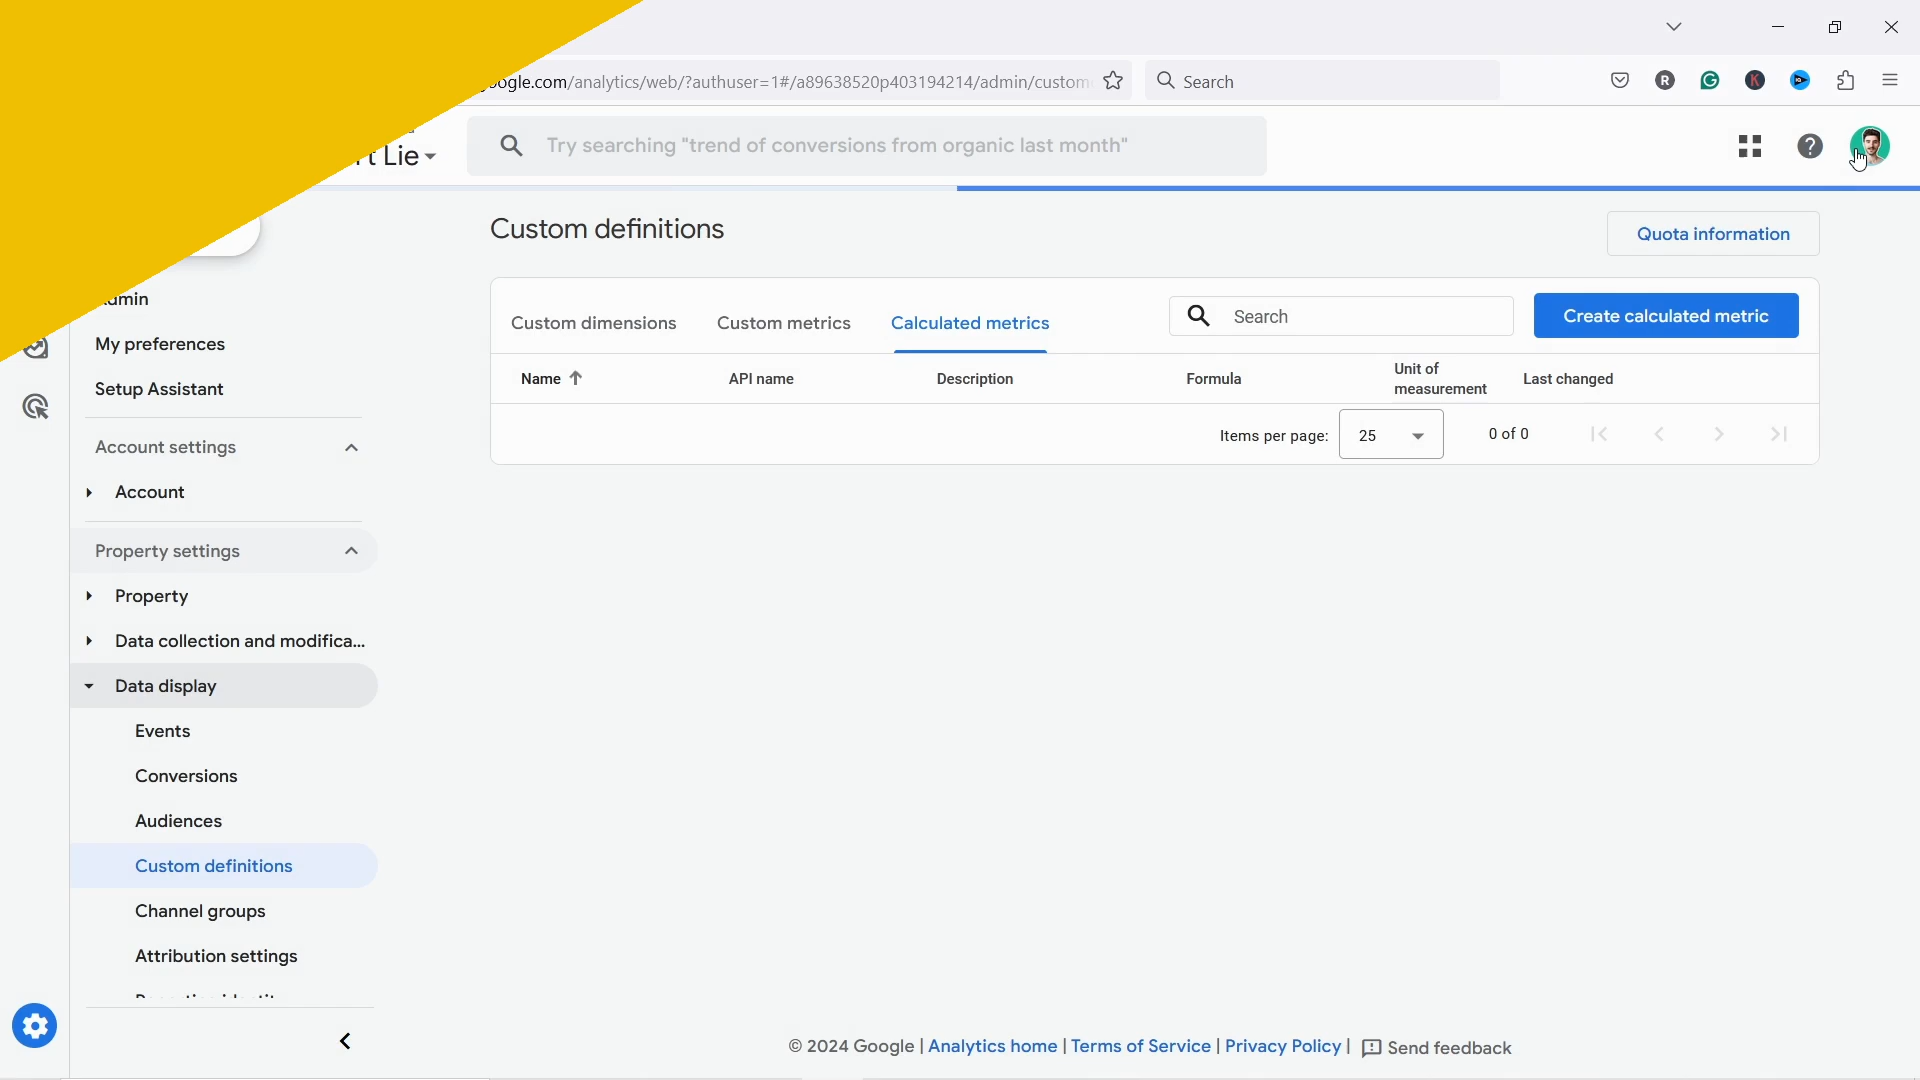 /analytics/web/?authuser=1#/a89638520p403194214/admin/custom
Search
Lie
Try searching "trend of conversions from organic last month"
Custom definitions
Quota information
Custom dimensions
Custom metrics
Calculated metrics
Search
Create calculated metric
Name
API name
Description
Formula
Unit of
measurement
Last changed
Items per page:
25
0 of 0
My preferences
Setup Assistant
Account settings
Account
Property settings
Property
Data collection and modifica...
Data display
Events
Conversions
Audiences
Custom definitions
Channel groups
Attribution settings
© 2024 Google | Analytics home | Terms of Service | Privacy Policy |
Send feedback
R
K